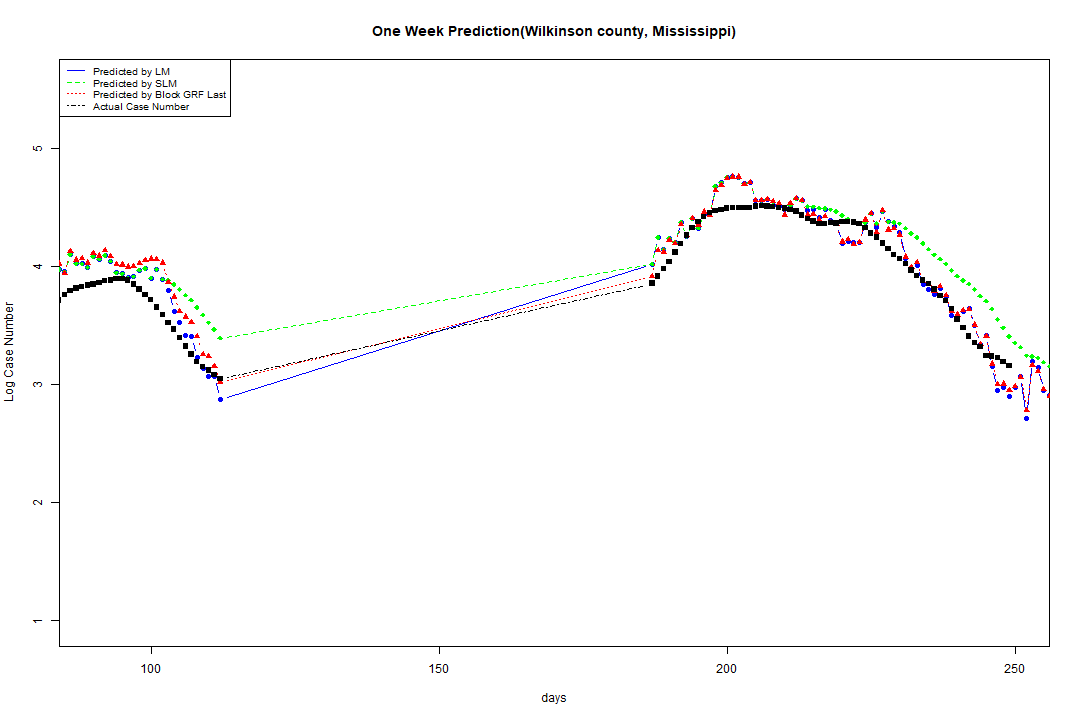 One Week Prediction(Wilkinson county, Mississippi)
Predicted by LM
Predicted by SLM
Predicted by Block GRF Last
Actual Case Number
5
4
3
2
1
Log Case Number
100 150 200 250
days